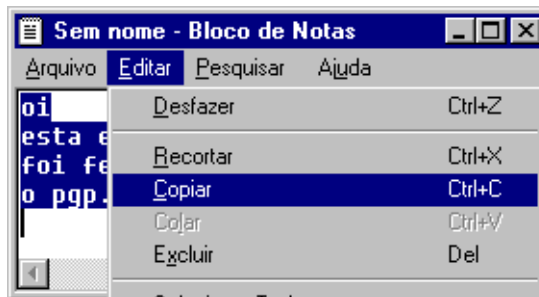 Sem nome - Bloco de Notas
Arquivo Editar Pesquisar Ajuda
oi
esta
foi
o pgp.
Desfazer Ctrl+Z
Recortar Ctrl+X
Copiar Ctrl+C
Colar Ctrl+V
Excluir Del